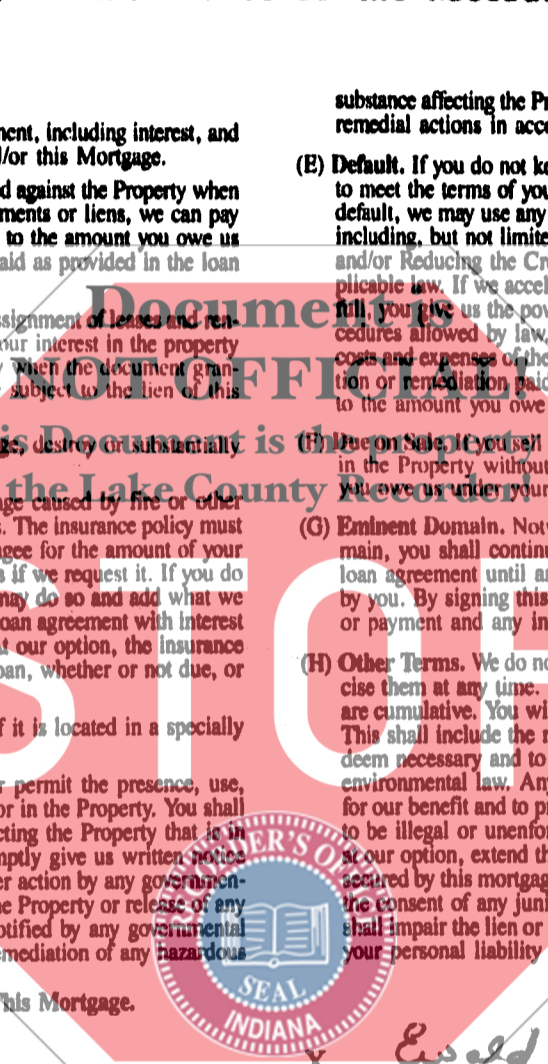 ment, including interest, and
/or this Mortgage.
d against the Property when
ments or liens, we can pay
to the amount you owe us
aid as provided in the loan
ssignment of leases and ren-
our interest in the property
when the document gran-
subject to the lien of this
ge, destroy or substantially
age caused by fire or other
s. The insurance policy must
gee for the amount of your
s if we request it. If you do
may do so and add what we
oan agreement with interest
t our option, the insurance
oan, whether or not due, or
f it is located in a specially
r permit the presence, use,
or in the Property. You shall
cting the Property that is in
mptly give us written notice
er action by any governmen-
he Property or release of any
otified by any governmental
mediation of any hazardous
This Mortgage.
substance affecting the Pr
remedial actions in acco
(E) Default. If you do not ke
to meet the terms of you
default, we may use any
including, but not limite
and/or Reducing the Cr
plicable law. If we accel
full, you give us the pow
cedures allowed by law,
costs and expenses of the
tion or remediation paid
to the amount you owe
(F) Due on Sale. If you sell
in the Property without
you owe us under your
(G) Eminent Domain. Notw
main, you shall continu
loan agreement until an
by you. By signing this
or payment and any in
(H) Other Terms. We do no
cise them at any time.
are cumulative. You wi
This shall include the r
deem necessary and to
environmental law. Any
for our benefit and to pr
to be illegal or unenfor
at our option, extend th
secured by this mortgage
the consent of any juni
shall impair the lien or
your personal liability
Document is
NOT OFFICIAL!
is Document is the property
the Lake County Recorder!
STOP
RECORDER'S OFFICE
SEAL
INDIANA
x Ewald